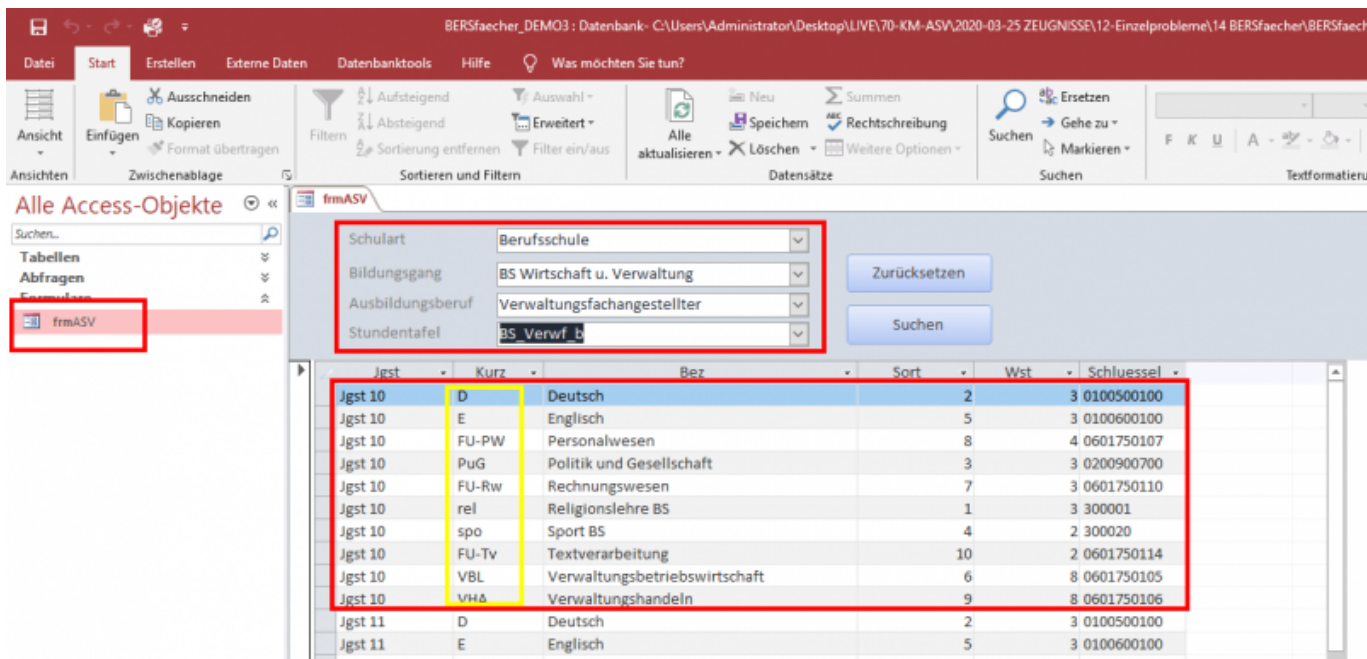 BERSfaecher_DEMO3 : Datenbank- C:\Users\Administrator\Desktop\LIVE\70-KM-ASV\2020-03-25 ZEUGNISSE\12-Einzelprobleme\14 BERSfaecher\BERSfaech
Datei Start Erstellen Externe Daten Datenbanktools Hilfe Was möchten Sie tun?
Ausschneiden Aufsteigend Auswahl Neu Summen Ersetzen
Kopieren Absteigend Erweitert Speichern Rechtschreibung Gehe zu
Ansicht Einfügen Format übertragen Filtern Sortierung entfernen Filter ein/aus Alle aktualisieren Löschen Weitere Optionen Suchen Markieren F K U A
Ansichten Zwischenablage Sortieren und Filtern Datensätze Suchen Textformatieru
Alle Access-Objekte
Suchen...
Tabellen
Abfragen
Formulare
frmASV
frmASV
Schulart Berufsschule
Bildungsgang BS Wirtschaft u. Verwaltung
Ausbildungsberuf Verwaltungsfachangestellter
Stundentafel BS_Verwf_b
Zurücksetzen
Suchen
Jgst Kurz Bez Sort Wst Schluessel
Jgst 10 D Deutsch 2 3 0100500100
Jgst 10 E Englisch 5 3 0100600100
Jgst 10 FU-PW Personalwesen 8 4 0601750107
Jgst 10 PuG Politik und Gesellschaft 3 3 0200900700
Jgst 10 FU-Rw Rechnungswesen 7 3 0601750110
Jgst 10 rel Religionslehre BS 1 3 300001
Jgst 10 spo Sport BS 4 2 300020
Jgst 10 FU-Tv Textverarbeitung 10 2 0601750114
Jgst 10 VBL Verwaltungsbetriebswirtschaft 6 8 0601750105
Jgst 10 VHA Verwaltungshandeln 9 8 0601750106
Jgst 11 D Deutsch 2 3 0100500100
Jgst 11 E Englisch 5 3 0100600100